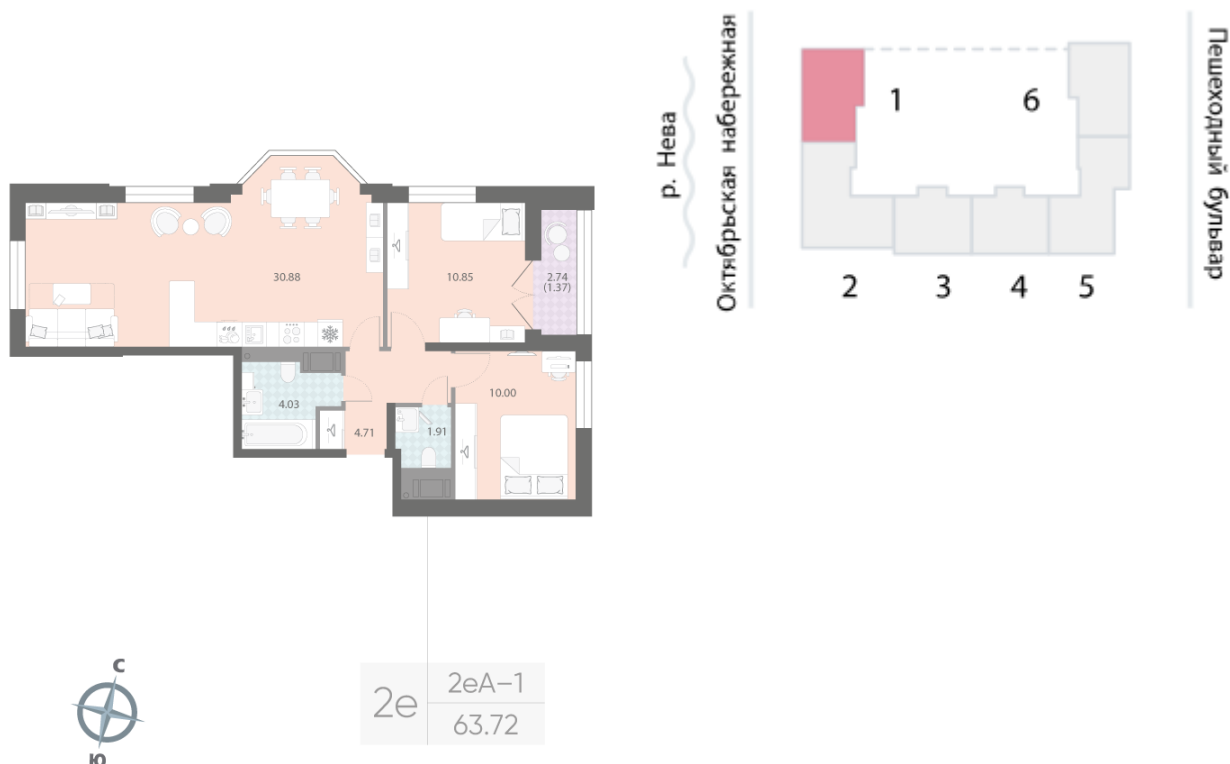 р. Нева
Октябрьская набережная
1
6
2
3
4
5
Пешеходный бульвар
30.88
10.85
2.74
(1.37)
4.03
4.71
1.91
10.00
С
Ю
2е
2еА–1
63.72